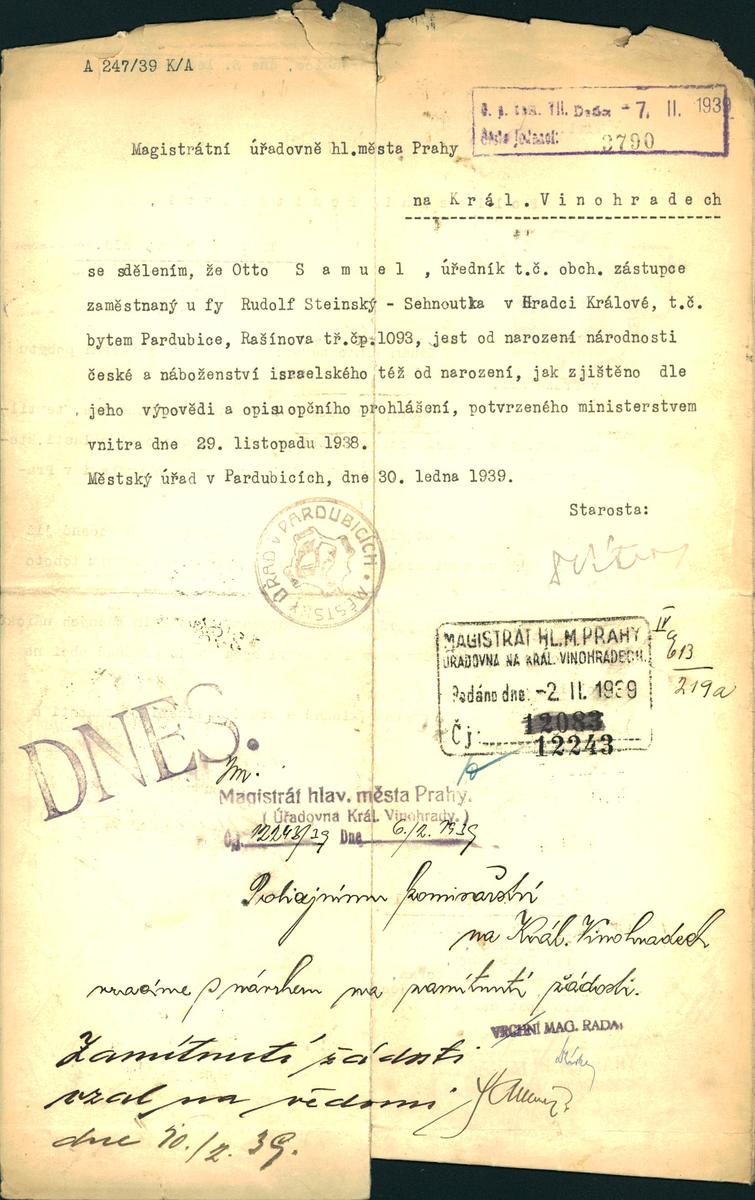 A 247/39 K/A
7. II. 1939
3790
Magistrátní úřadovně hl.města Prahy
na Král.Vinohradech
se sdělením, že Otto Samuel, úředník t.č. obch. zástupce
zaměstnaný u fy Rudolf Steinský - Sehnoutka v Hradci Králové, t.č.
bytem Pardubice, Rašínova tř.čp.1093, jest od narození národnosti
české a náboženství israelského též od narození, jak zjištěno dle
jeho výpovědi a opisu opčního prohlášení, potvrzeného ministerstvem
vnitra dne 29. listopadu 1938.
Městský úřad v Pardubicích, dne 30. ledna 1939.
Starosta:
MĚSTSKÝ ÚŘAD v PARDUBICÍCH
MAGISTRÁT HL.M.PRAHY
ÚŘADOVNA NA KRÁL. VINOHRADECH.
Podáno dne: -2. II. 1939
Čj: 12083
12243
IV
613
219a
DNES.
Magistrát hlav. města Prahy.
(Úřadovna Král. Vinohrady.)
Čj. 12243/39 Dne 6./2. 1939
Policejnímu komisařství
na Král. Vinohradech
vracíme s návrhem na zamítnutí žádosti.
VRCHNÍ MAG. RADA:
Zamítnutí žádosti
vzal na vědomí
dne 10./2. 39.